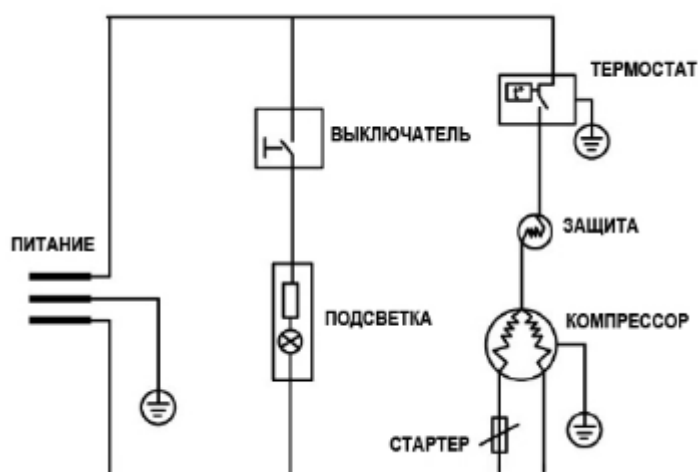 ТЕРМОСТАТ
t°
ВЫКЛЮЧАТЕЛЬ
ЗАЩИТА
ПИТАНИЕ
ПОДСВЕТКА
КОМПРЕССОР
СТАРТЕР